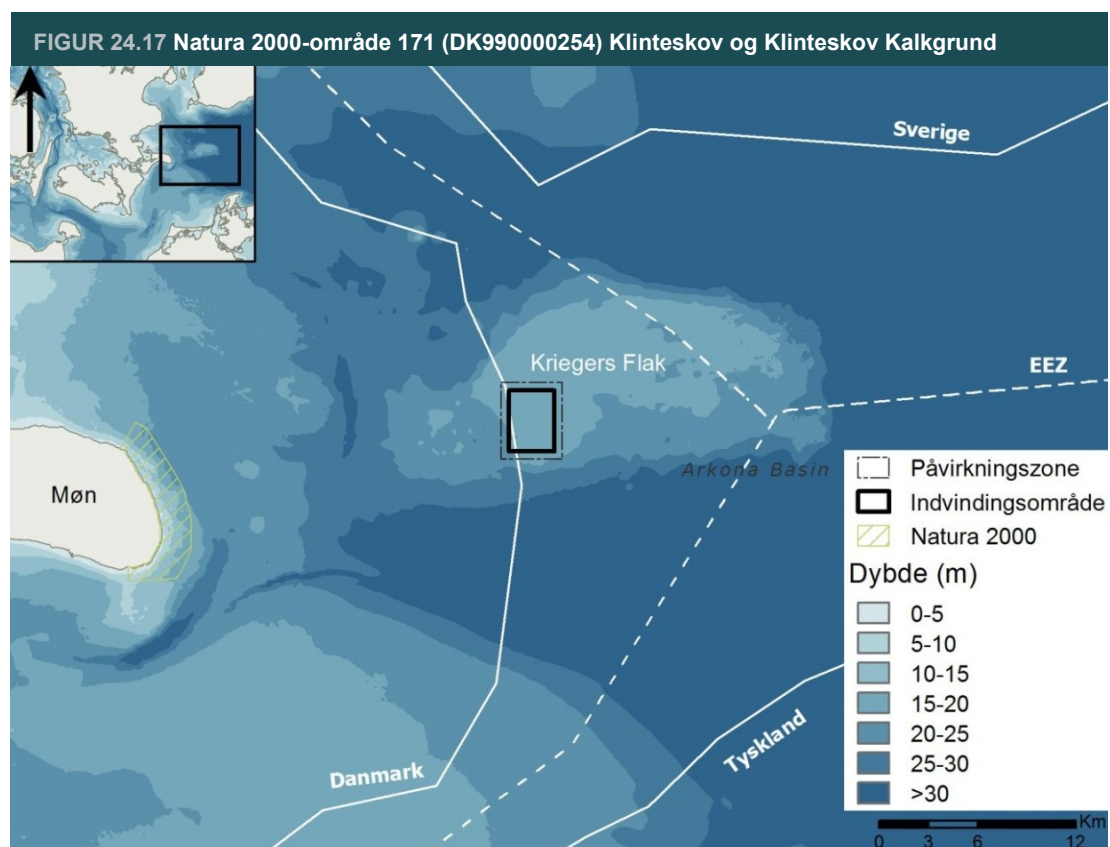 FIGUR 24.17 Natura 2000-område 171 (DK990000254) Klinteskov og Klinteskov Kalkgrund
Sverige
Kriegers Flak
EEZ
Arkona Basin
Møn
Danmark
Tyskland
Påvirkningszone
Indvindingsområde
Natura 2000
Dybde (m)
0-5
5-10
10-15
15-20
20-25
25-30
>30
Km
0 3 6 12